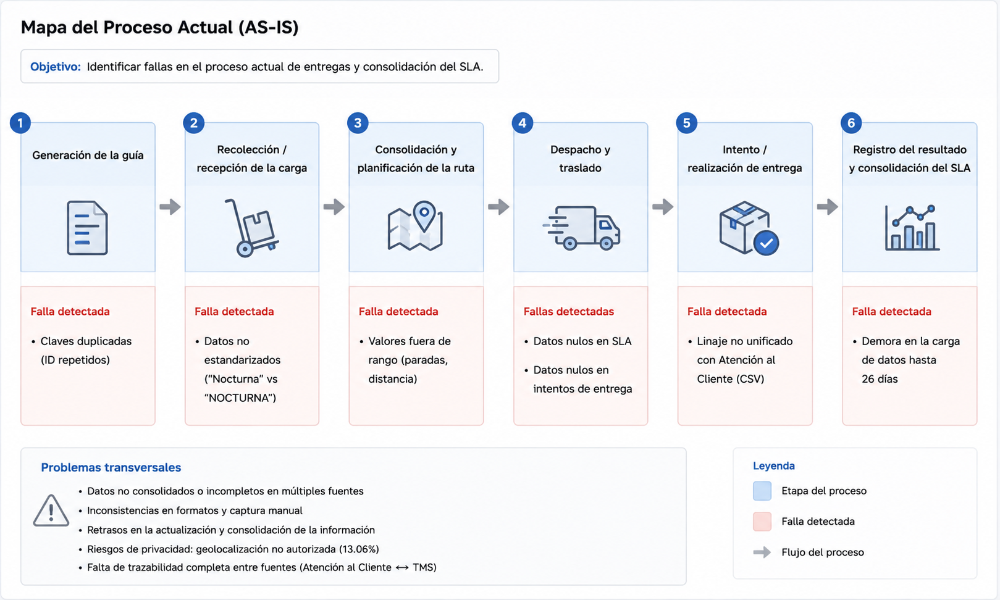 Mapa del Proceso Actual (AS-IS)
Objetivo: Identificar fallas en el proceso actual de entregas y consolidación del SLA.
1
Generación de la guía
2
Recolección /
recepción de la carga
3
Consolidación y
planificación de la ruta
4
Despacho y
traslado
5
Intento /
realización de entrega
6
Registro del resultado
y consolidación del SLA
Falla detectada
• Claves duplicadas
(ID repetidos)
Falla detectada
• Datos no
estandarizados
("Nocturna" vs
"NOCTURNA")
Falla detectada
• Valores fuera de
rango (paradas,
distancia)
Fallas detectadas
• Datos nulos en SLA
• Datos nulos en
intentos de entrega
Falla detectada
• Linaje no unificado
con Atención al
Cliente (CSV)
Falla detectada
• Demora en la carga
de datos hasta
26 días
Problemas transversales
• Datos no consolidados o incompletos en múltiples fuentes
• Inconsistencias en formatos y captura manual
• Retrasos en la actualización y consolidación de la información
• Riesgos de privacidad: geolocalización no autorizada (13.06%)
• Falta de trazabilidad completa entre fuentes (Atención al Cliente ↔ TMS)
Leyenda
Etapa del proceso
Falla detectada
Flujo del proceso